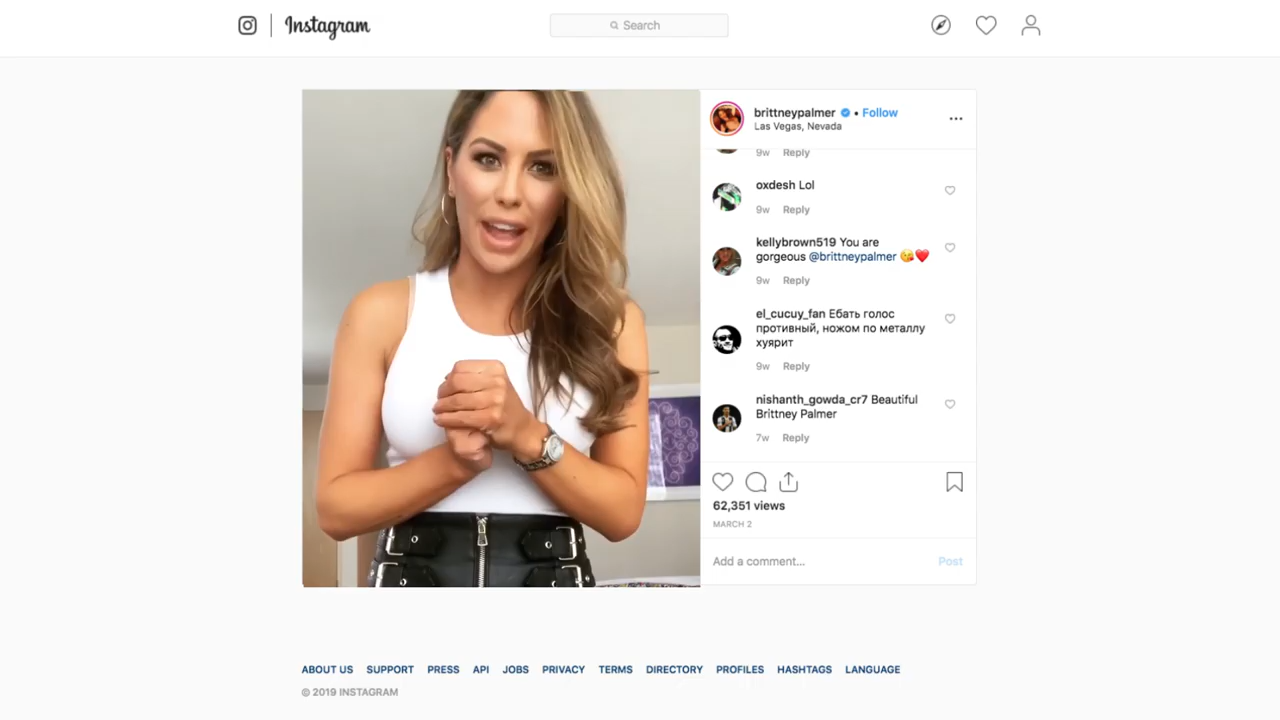 Instagram
Search
brittneypalmer • Follow
Las Vegas, Nevada
9w Reply
oxdesh Lol
9w Reply
kellybrown519 You are
gorgeous @brittneypalmer 😘❤️
9w Reply
el_cucuy_fan Ебать голос
противный, ножом по металлу
хуярит
9w Reply
nishanth_gowda_cr7 Beautiful
Brittney Palmer
7w Reply
62,351 views
MARCH 2
Add a comment... Post
ABOUT US SUPPORT PRESS API JOBS PRIVACY TERMS DIRECTORY PROFILES HASHTAGS LANGUAGE
© 2019 INSTAGRAM